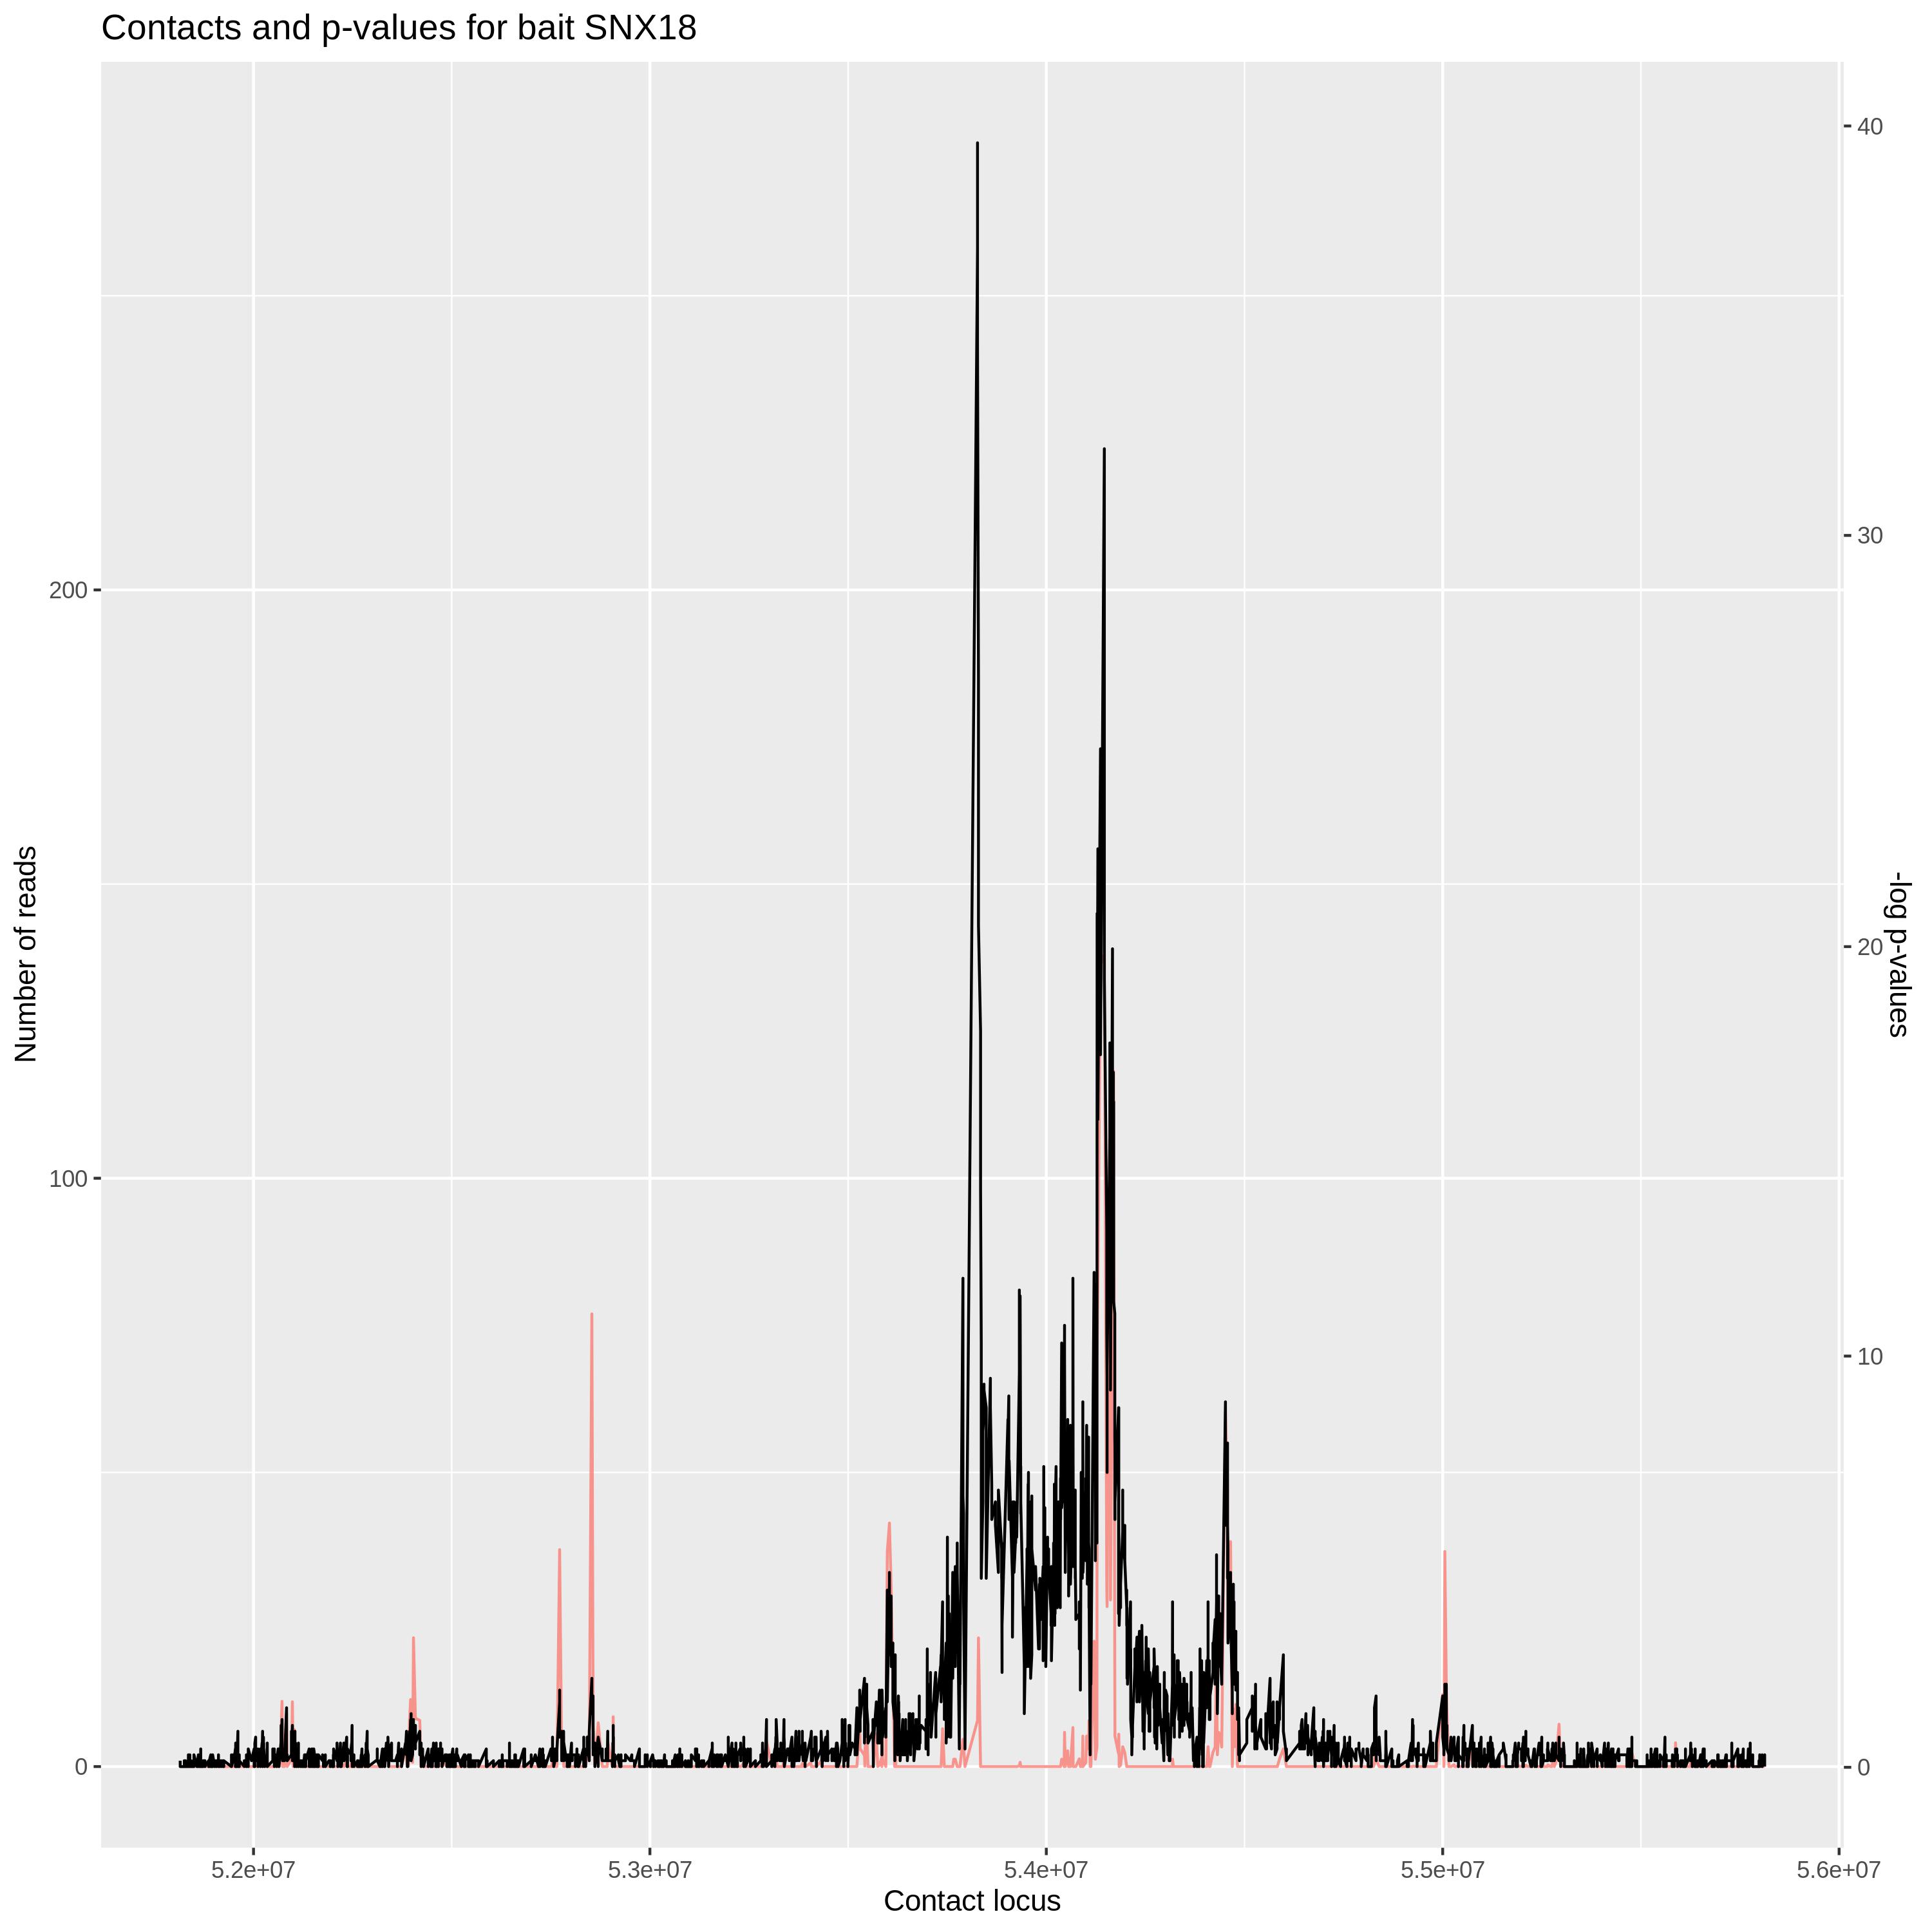 Contacts and p-values for bait SNX18
40
30
200
20
Number of reads
-log p-values
100
10
0
0
5.2e+07
5.3e+07
5.4e+07
5.5e+07
5.6e+07
Contact locus